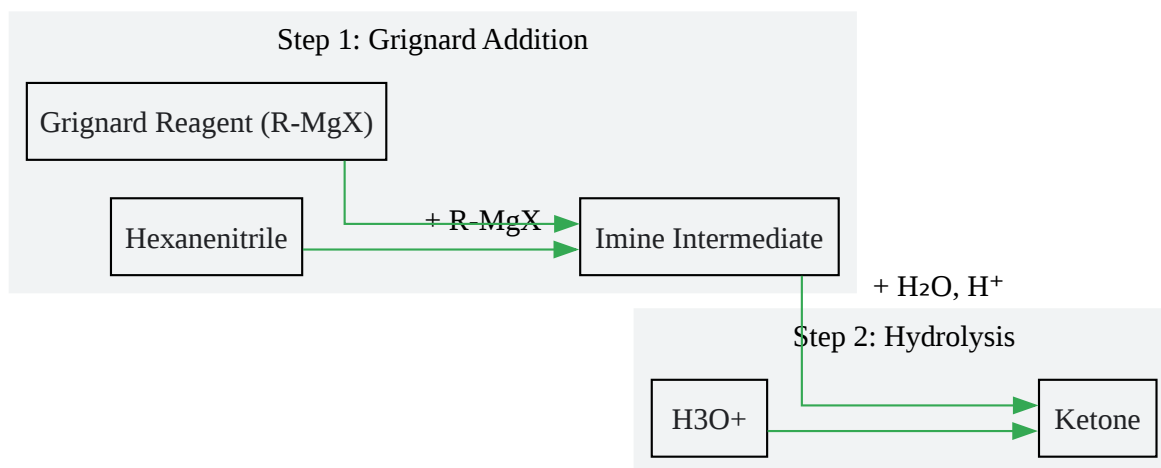 Step 1: Grignard Addition
Grignard Reagent (R-MgX)
+ R-MgX
Hexanenitrile
Imine Intermediate
+ H₂O, H⁺
Step 2: Hydrolysis
H3O+
Ketone